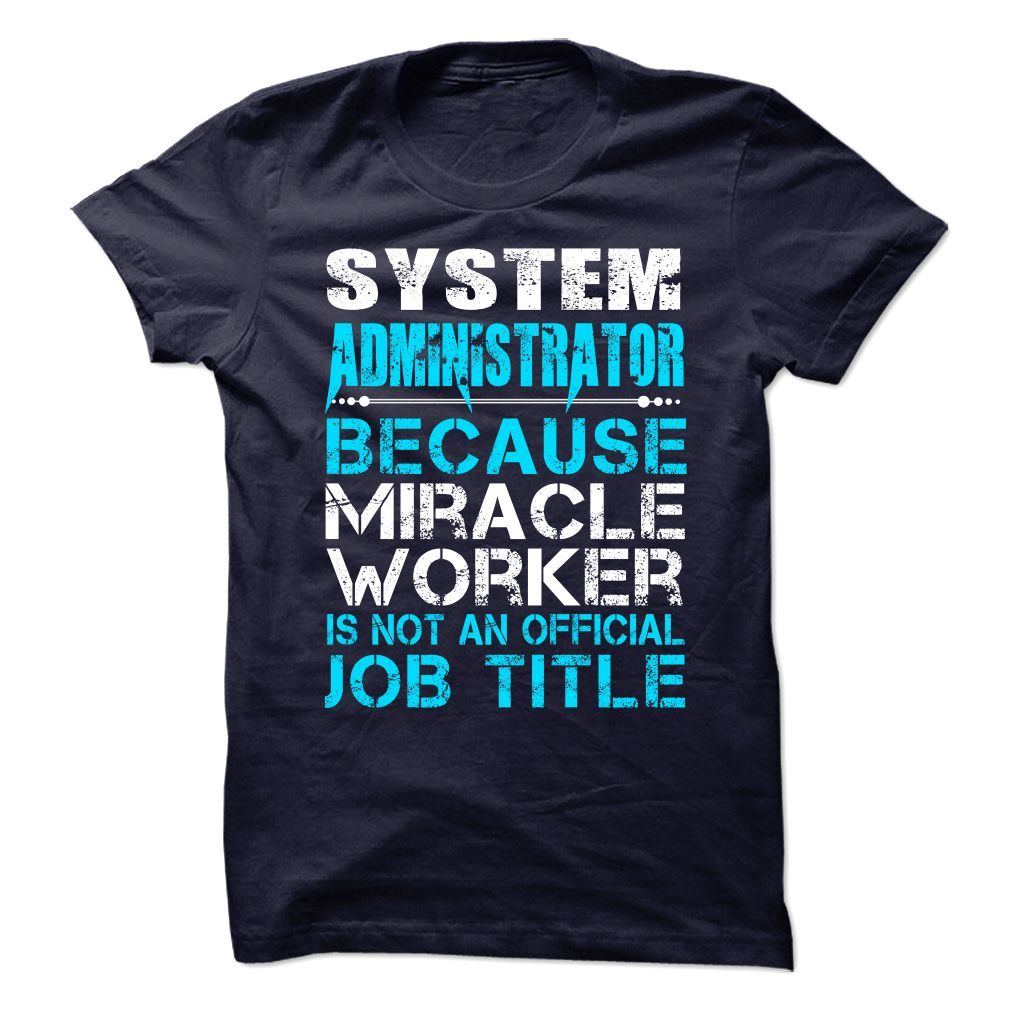 SYSTEM
ADMINISTRATOR
BECAUSE
MIRACLE
WORKER
IS NOT AN OFFICIAL
JOB TITLE